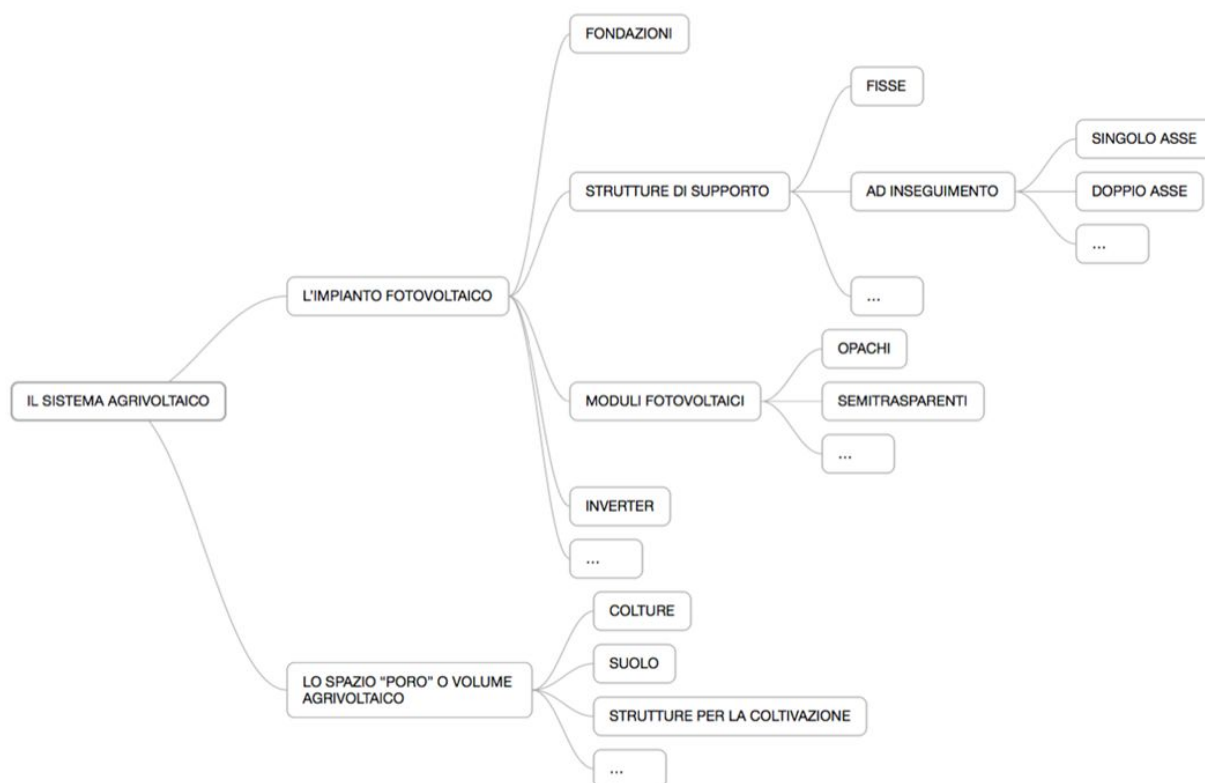 FONDAZIONI
FISSE
SINGOLO ASSE
STRUTTURE DI SUPPORTO
AD INSEGUIMENTO
DOPPIO ASSE
...
L'IMPIANTO FOTOVOLTAICO
...
OPACHI
IL SISTEMA AGRIVOLTAICO
MODULI FOTOVOLTAICI
SEMITRASPARENTI
...
INVERTER
...
COLTURE
SUOLO
LO SPAZIO "PORO" O VOLUME
AGRIVOLTAICO
STRUTTURE PER LA COLTIVAZIONE
...